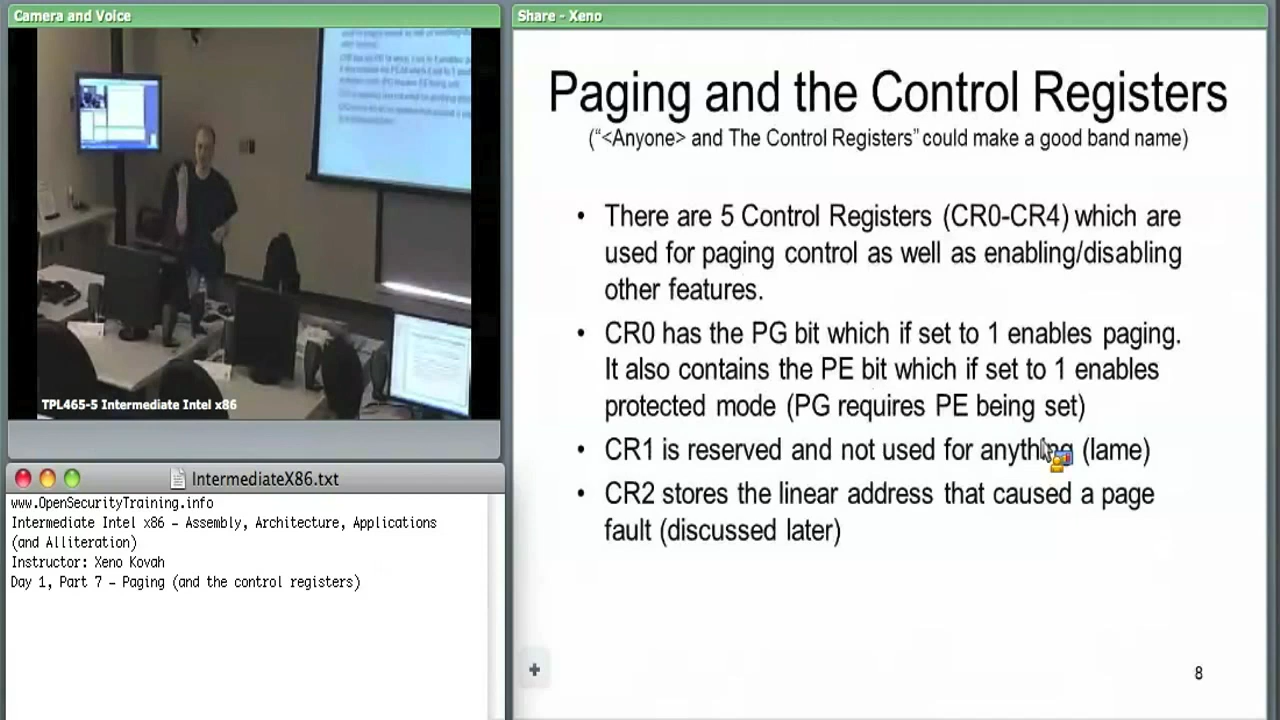 Camera and Voice
TPL465-5 Intermediate Intel x86
IntermediateX86.txt
www.OpenSecurityTraining.info
Intermediate Intel x86 – Assembly, Architecture, Applications
(and Alliteration)
Instructor: Xeno Kovah
Day 1, Part 7 – Paging (and the control registers)
Share - Xeno
Paging and the Control Registers
("<Anyone> and The Control Registers" could make a good band name)
• There are 5 Control Registers (CR0-CR4) which are
used for paging control as well as enabling/disabling
other features.
• CR0 has the PG bit which if set to 1 enables paging.
It also contains the PE bit which if set to 1 enables
protected mode (PG requires PE being set)
• CR1 is reserved and not used for anything (lame)
• CR2 stores the linear address that caused a page
fault (discussed later)
8